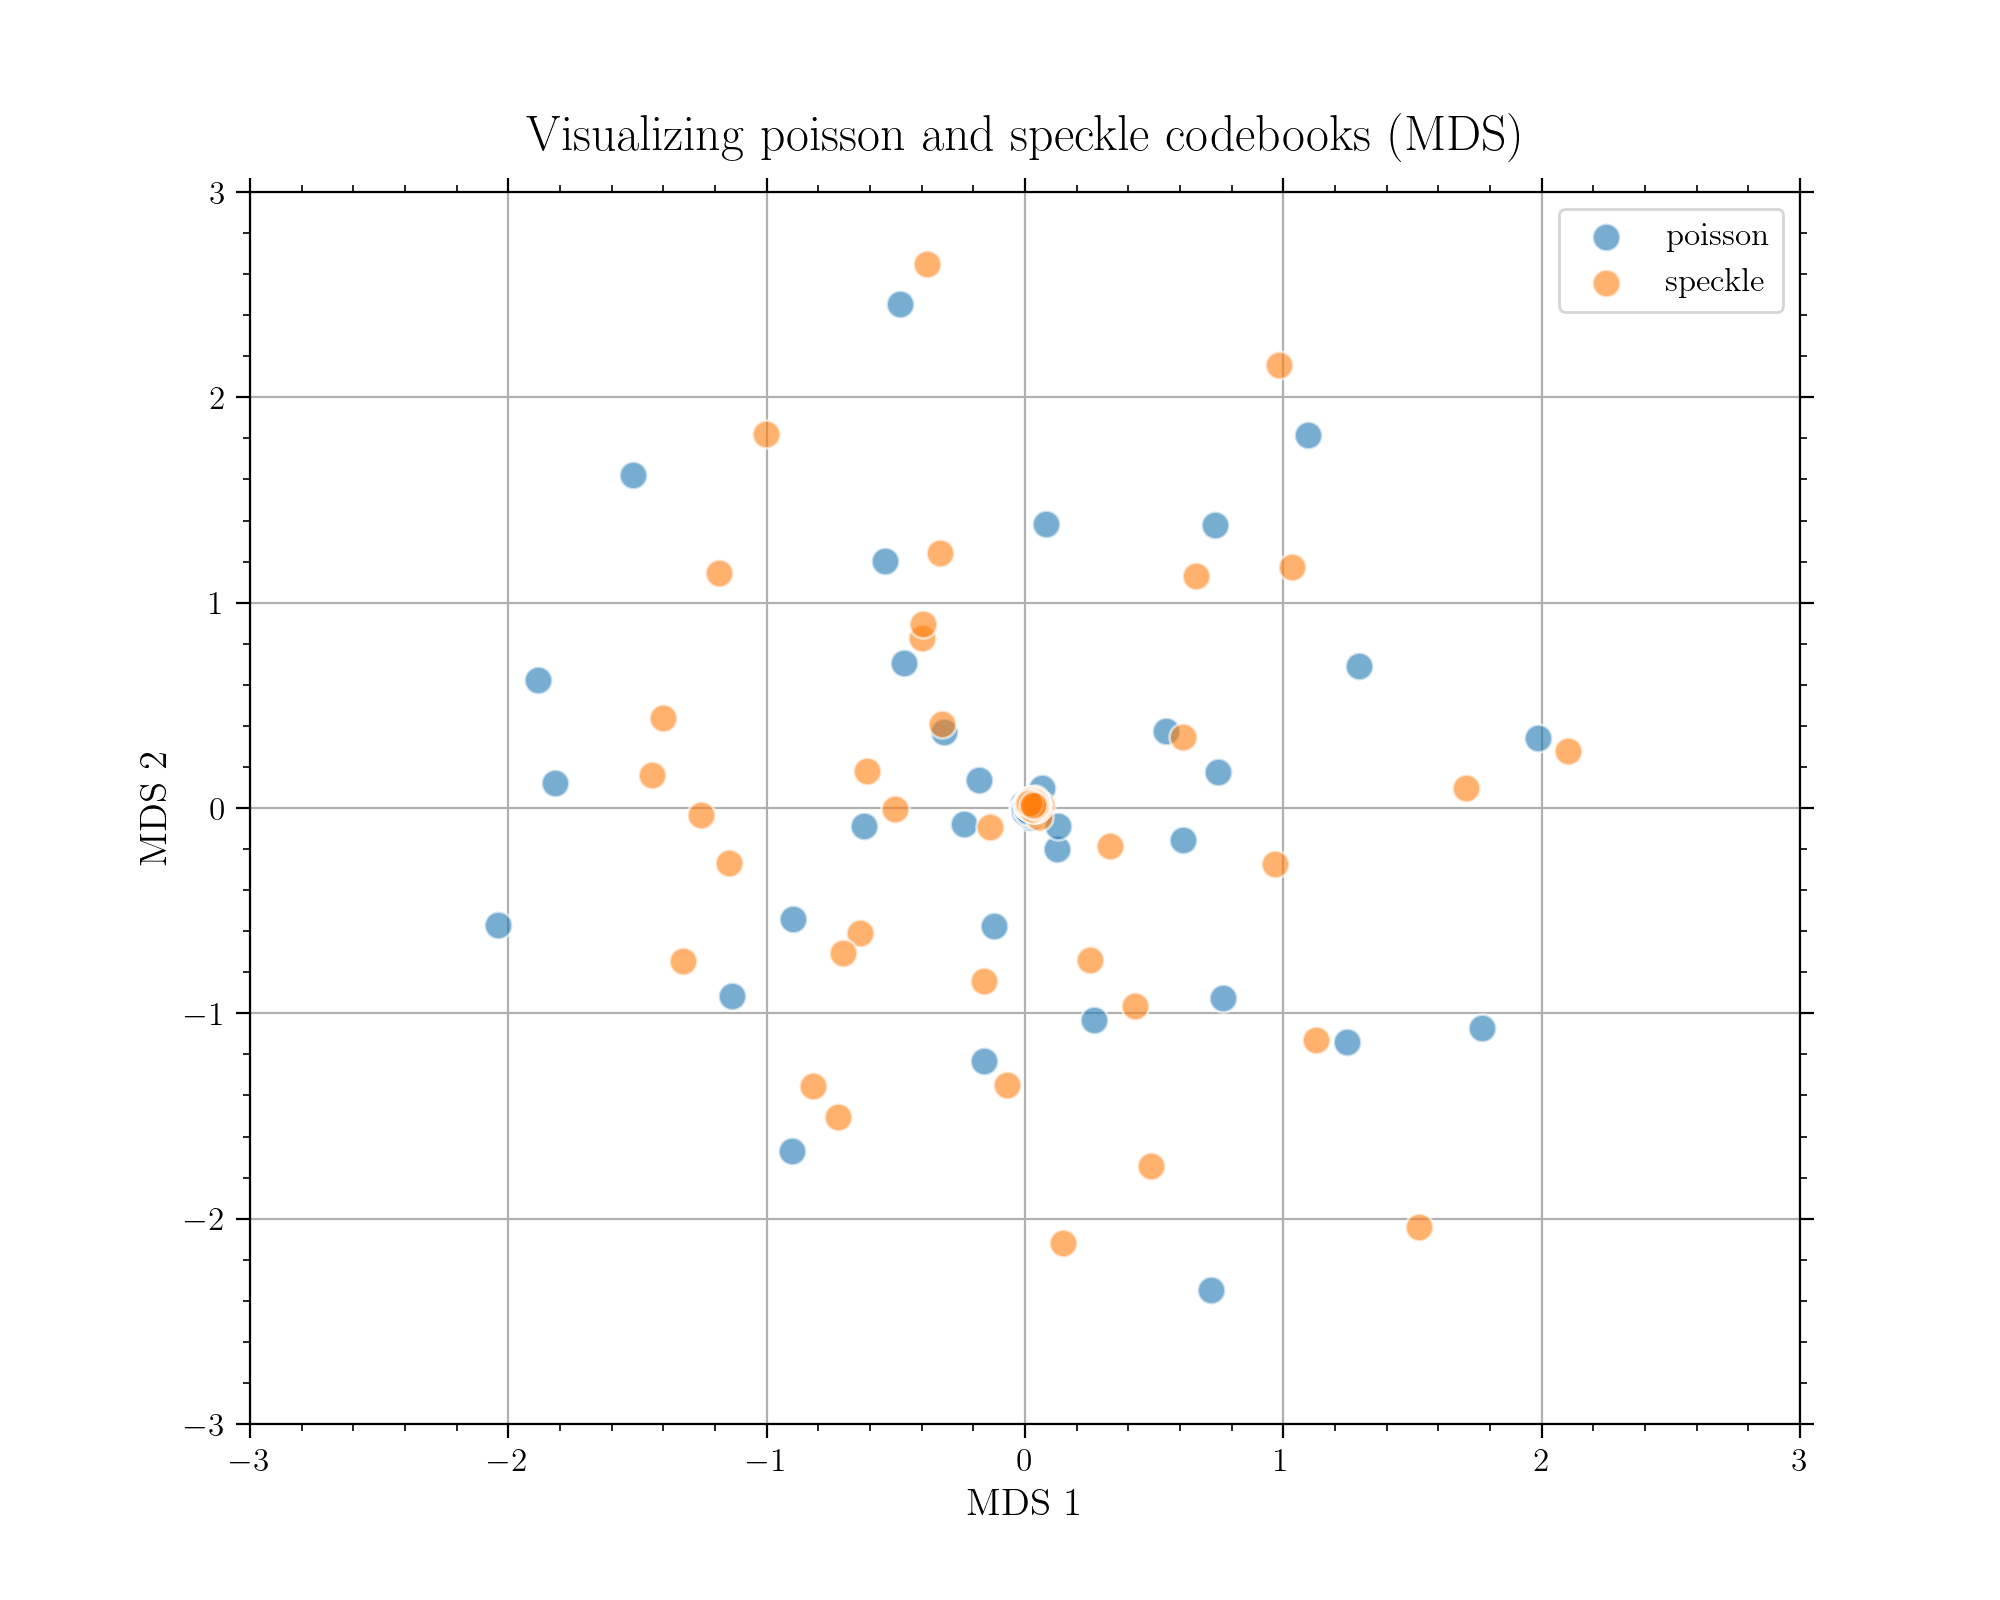 Visualizing poisson and speckle codebooks (MDS)
poisson
speckle
3
2
1
0
−1
−2
−3
MDS 2
−3
−2
−1
0
1
2
3
MDS 1